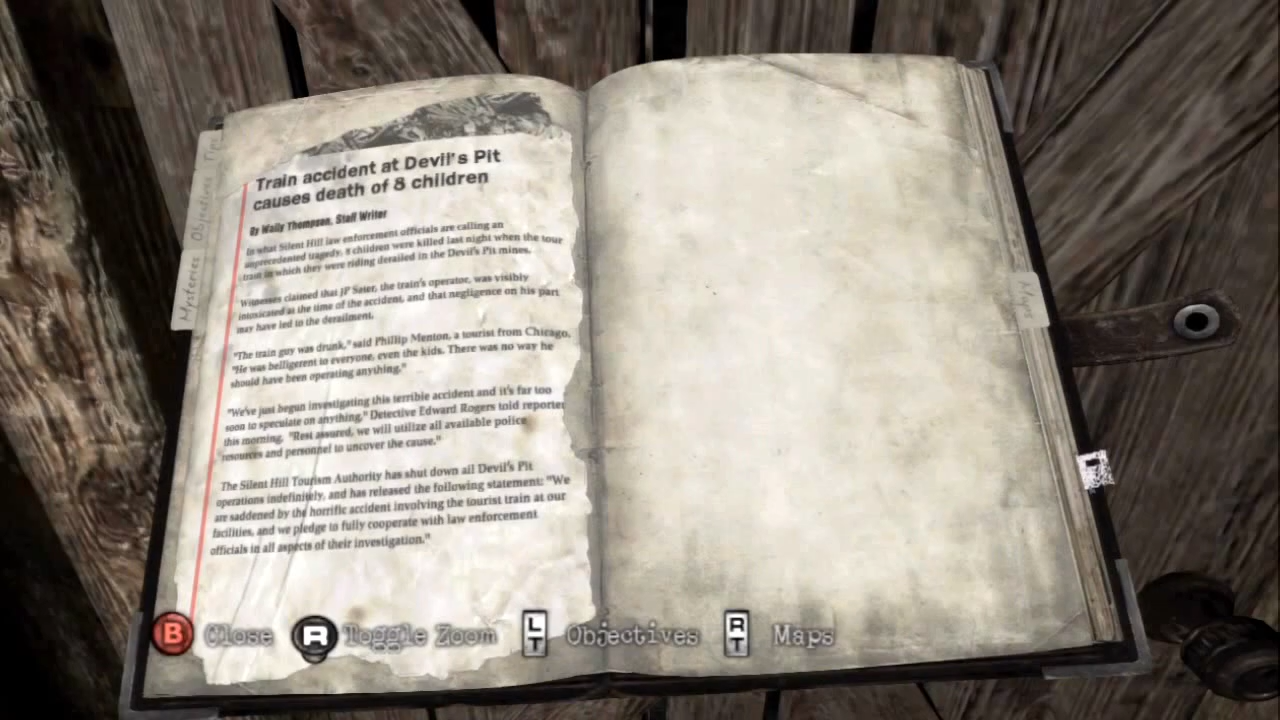 Train accident at Devil's Pit
causes death of 8 children
By Wally Thompson, Staff Writer
In what Silent Hill law enforcement officials are calling an
unprecedented tragedy, 8 children were killed last night when the tour
train in which they were riding derailed in the Devil's Pit mines.
Witnesses claimed that JP Sater, the train's operator, was visibly
intoxicated at the time of the accident, and that negligence on his part
may have led to the derailment.
"The train guy was drunk," said Phillip Menton, a tourist from Chicago.
"He was belligerent to everyone, even the kids. There was no way he
should have been operating anything."
"We've just begun investigating this terrible accident and it's far too
soon to speculate on anything," Detective Edward Rogers told reporter
this morning. "Rest assured, we will utilize all available police
resources and personnel to uncover the cause."
The Silent Hill Tourism Authority has shut down all Devil's Pit
operations indefinitely, and has released the following statement: "We
are saddened by the horrific accident involving the tourist train at our
facilities, and we pledge to fully cooperate with law enforcement
officials in all aspects of their investigation."
Mysteries Objectives Tips
Maps
B Close R Toggle Zoom LT Objectives RT Maps